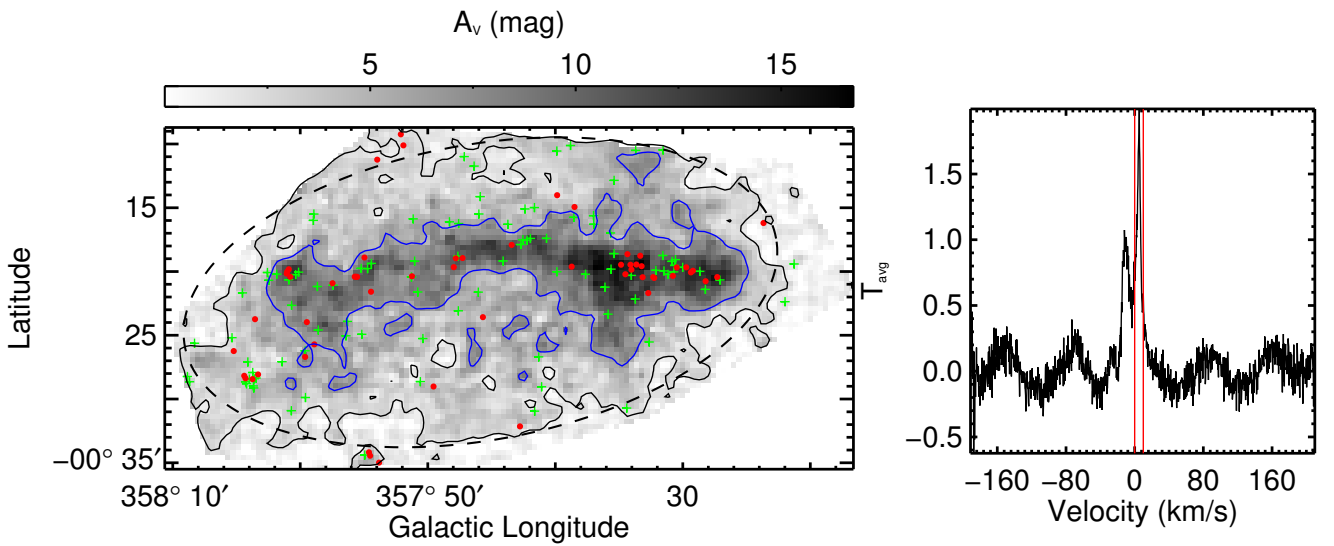 Aᵥ (mag)
5 10 15
15
25
−00° 35′
Latitude
358° 10′ 357° 50′ 30
Galactic Longitude
1.5
1.0
0.5
0.0
−0.5
T_avg
−160 −80 0 80 160
Velocity (km/s)